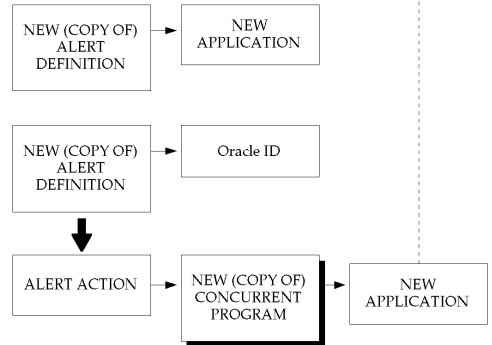 NEW (COPY OF)
ALERT
DEFINITION
NEW
APPLICATION
NEW (COPY OF)
ALERT
DEFINITION
Oracle ID
ALERT ACTION
NEW (COPY OF)
CONCURRENT
PROGRAM
NEW
APPLICATION